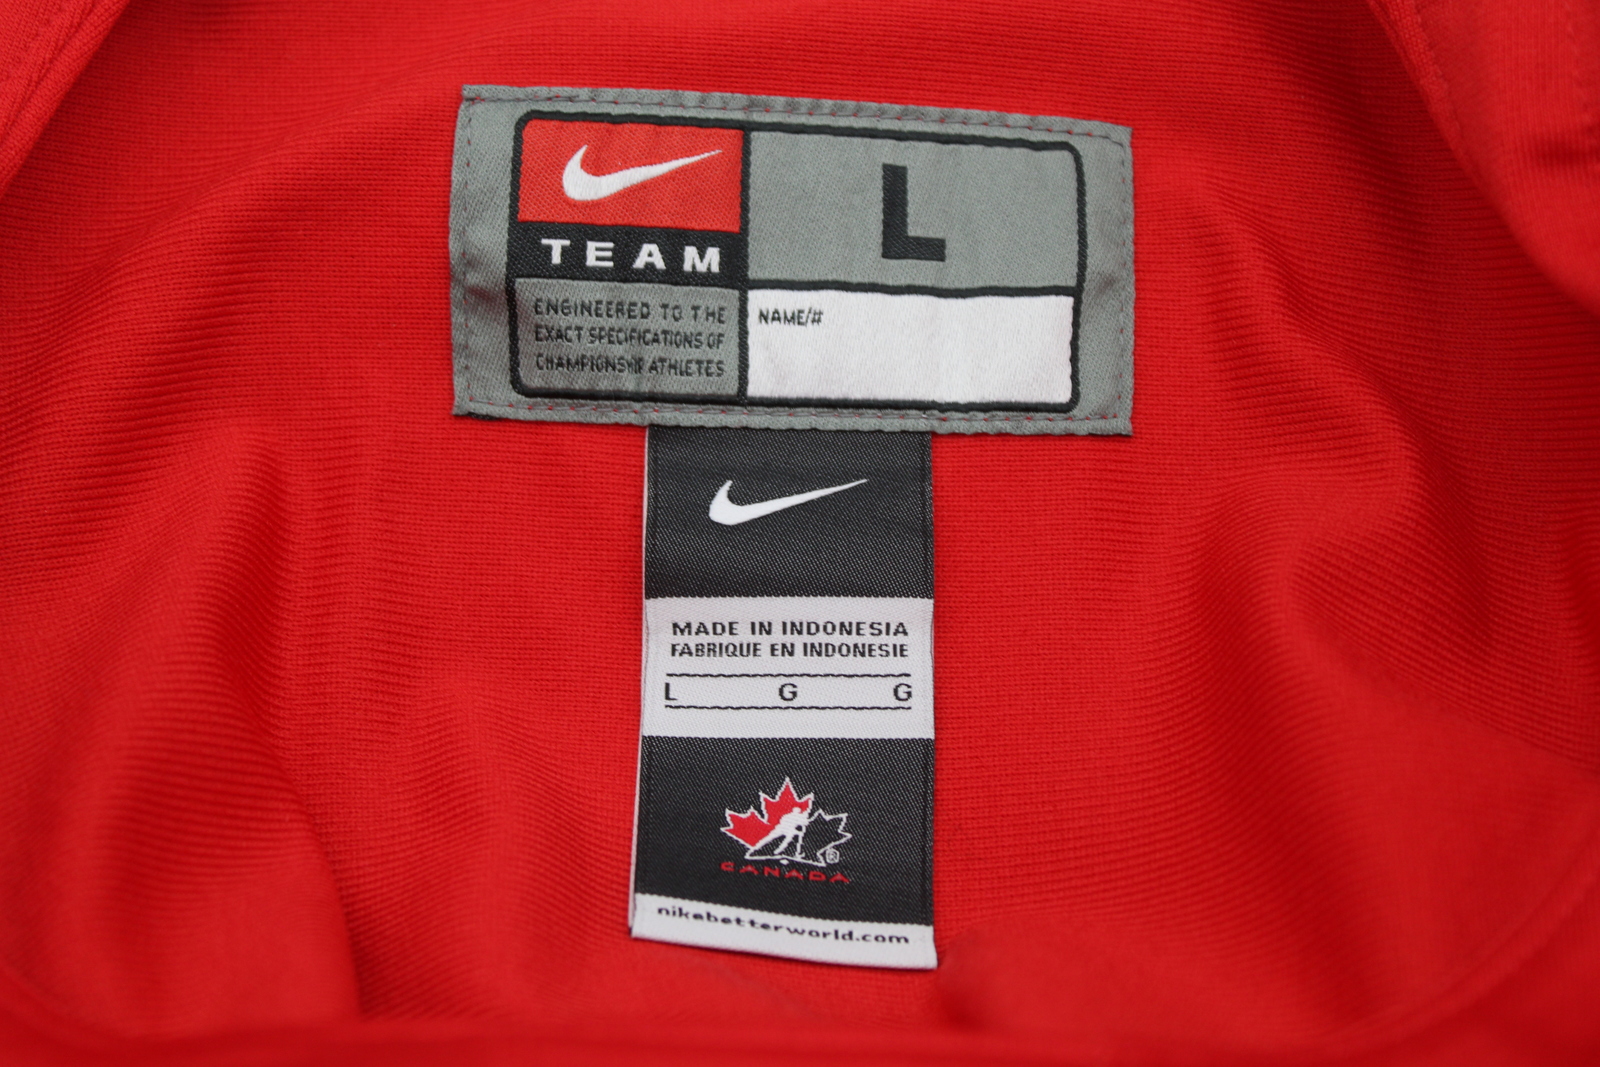 TEAM
L
ENGINEERED TO THE
EXACT SPECIFICATIONS OF
CHAMPIONSHIP ATHLETES
NAME/#
MADE IN INDONESIA
FABRIQUE EN INDONESIE
L G G
®
CANADA
nikebetterworld.com